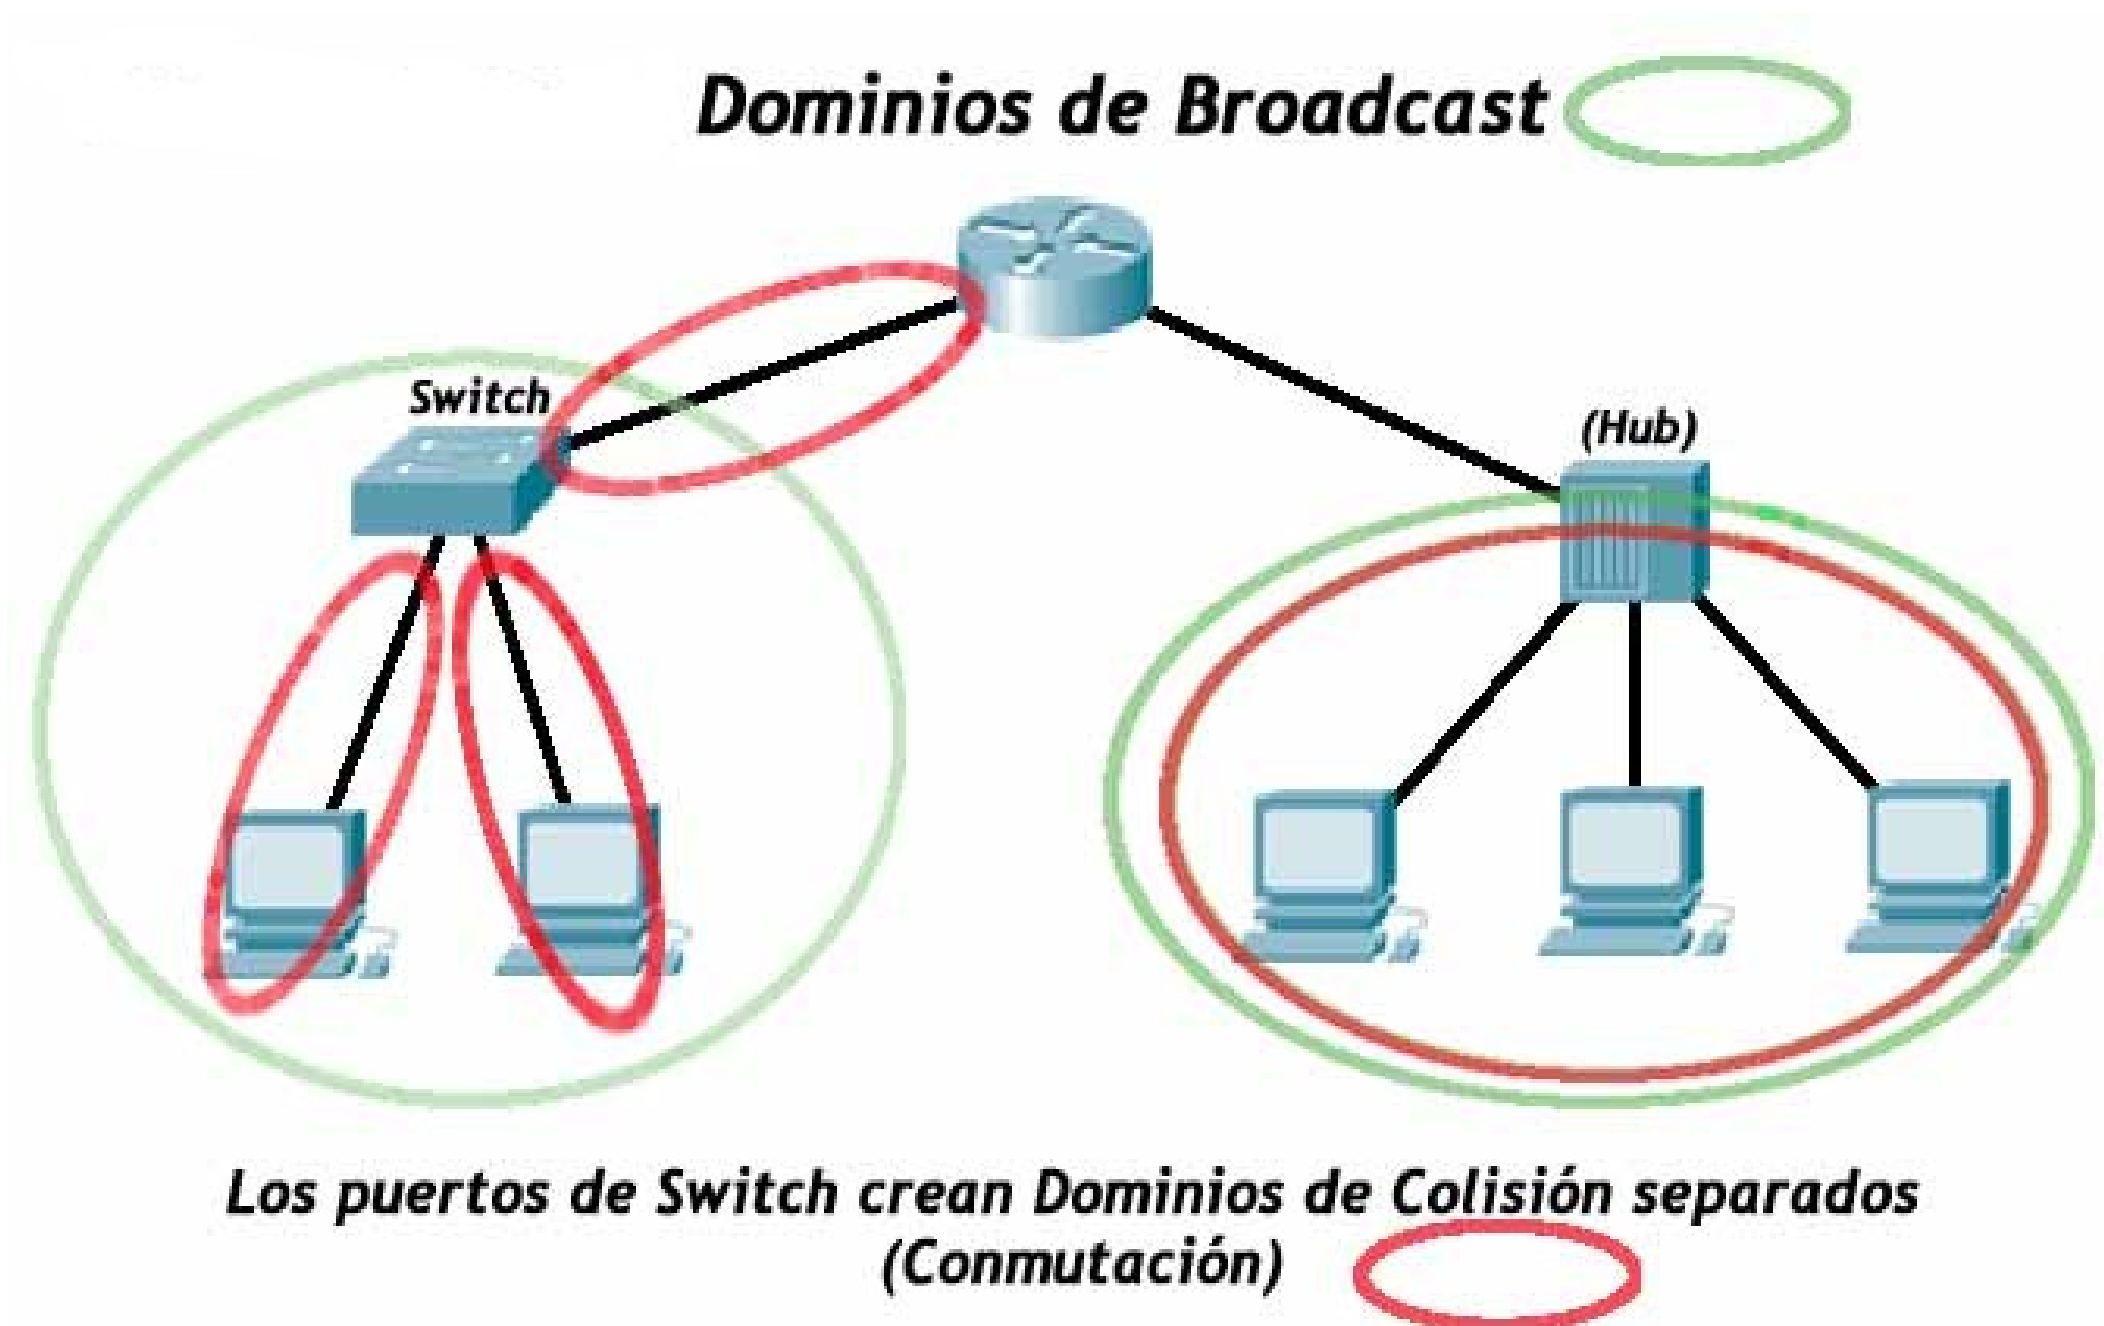 Dominios de Broadcast
Switch
(Hub)
Los puertos de Switch crean Dominios de Colisión separados
(Conmutación)